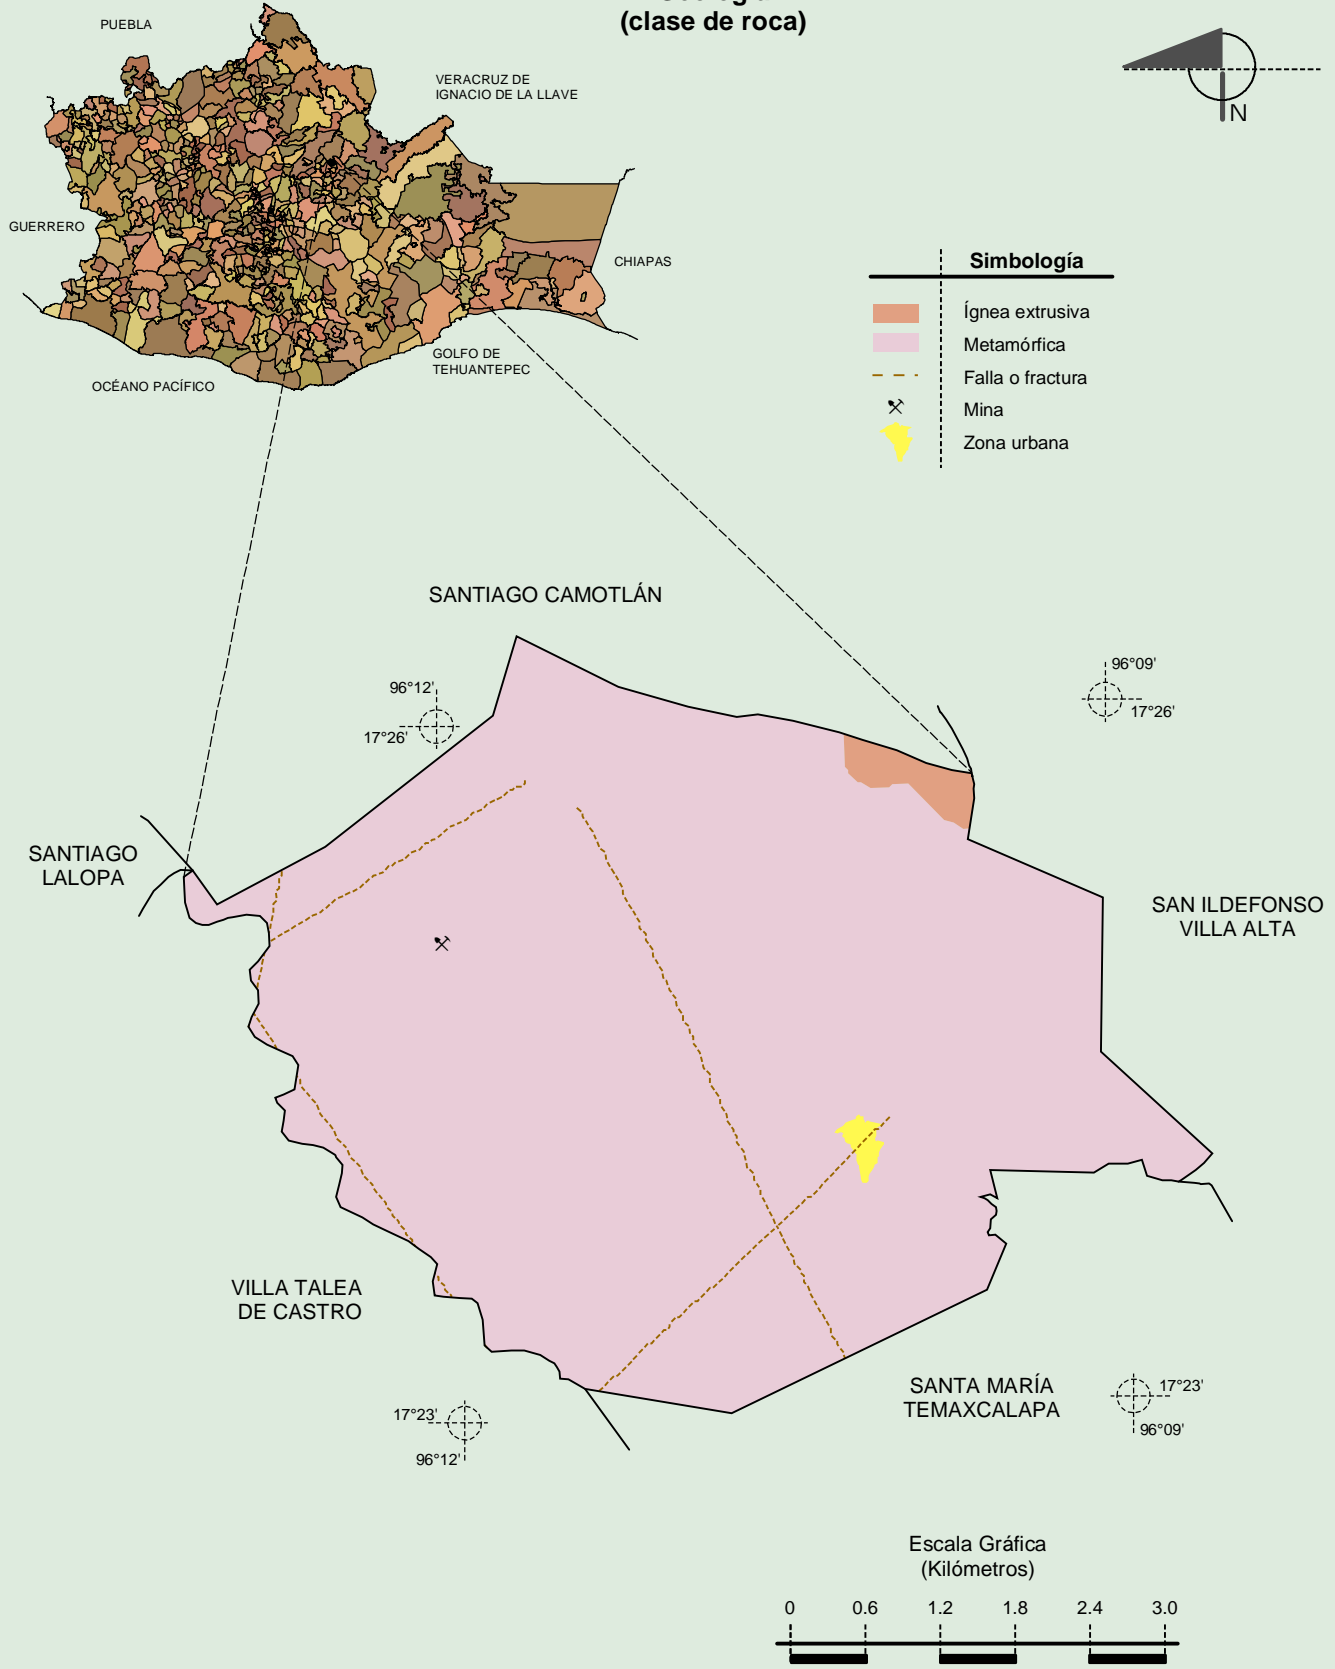 (clase de roca)
PUEBLA
VERACRUZ DE
IGNACIO DE LA LLAVE
N
GUERRERO
CHIAPAS
GOLFO DE
TEHUANTEPEC
OCÉANO PACÍFICO
Simbología
Ígnea extrusiva
Metamórfica
Falla o fractura
Mina
Zona urbana
SANTIAGO CAMOTLÁN
96°12'
17°26'
96°09'
17°26'
SANTIAGO
LALOPA
SAN ILDEFONSO
VILLA ALTA
VILLA TALEA
DE CASTRO
SANTA MARÍA
TEMAXCALAPA
17°23'
96°12'
17°23'
96°09'
Escala Gráfica
(Kilómetros)
0 0.6 1.2 1.8 2.4 3.0